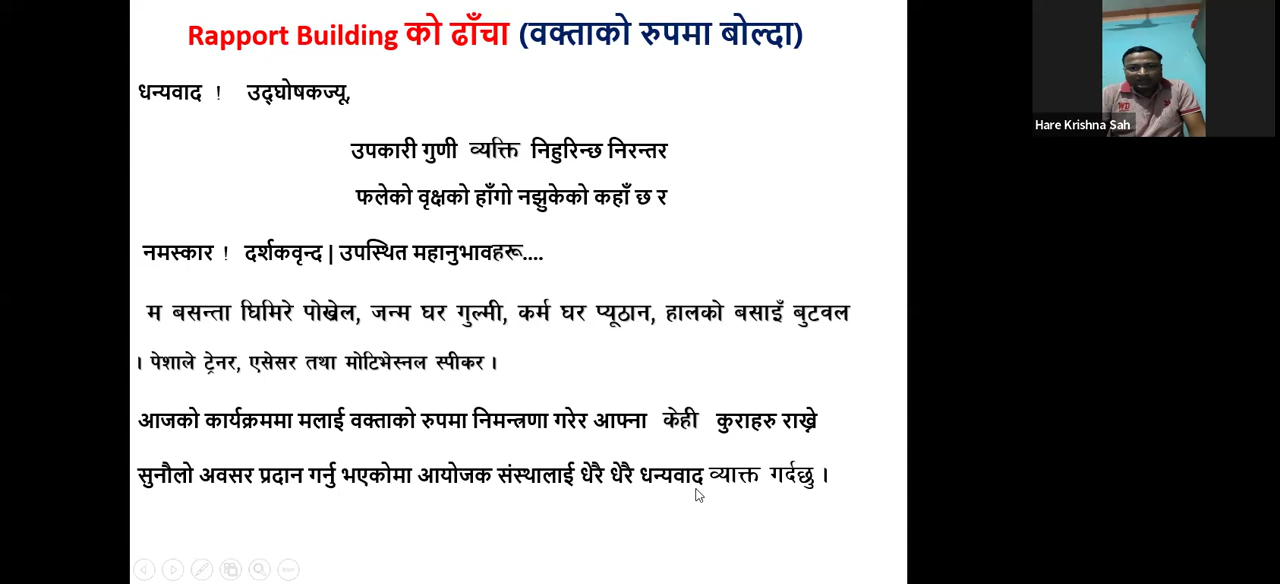 Rapport Building को ढाँचा (वक्ताको रुपमा बोल्दा)
Hare Krishna Sah
धन्यवाद ! उद्‌घोषकज्यू,
उपकारी गुणी व्यक्ति निहुरिन्छ निरन्तर
फलेको वृक्षको हाँगो नझुकेको कहाँ छ र
नमस्कार ! दर्शकवृन्द | उपस्थित महानुभावहरू....
म बसन्ता घिमिरे पोख्रेल, जन्म घर गुल्मी, कर्म घर प्यूठान, हालको बसाइँ बुटवल
। पेशाले ट्रेनर, एसेसर तथा मोटिभेस्नल स्पीकर ।
आजको कार्यक्रममा मलाई वक्ताको रुपमा निमन्त्रणा गरेर आफ्ना केही कुराहरु राख्ने
सुनौलो अवसर प्रदान गर्नु भएकोमा आयोजक संस्थालाई धेरै धेरै धन्यवाद व्याक्त गर्दछु ।